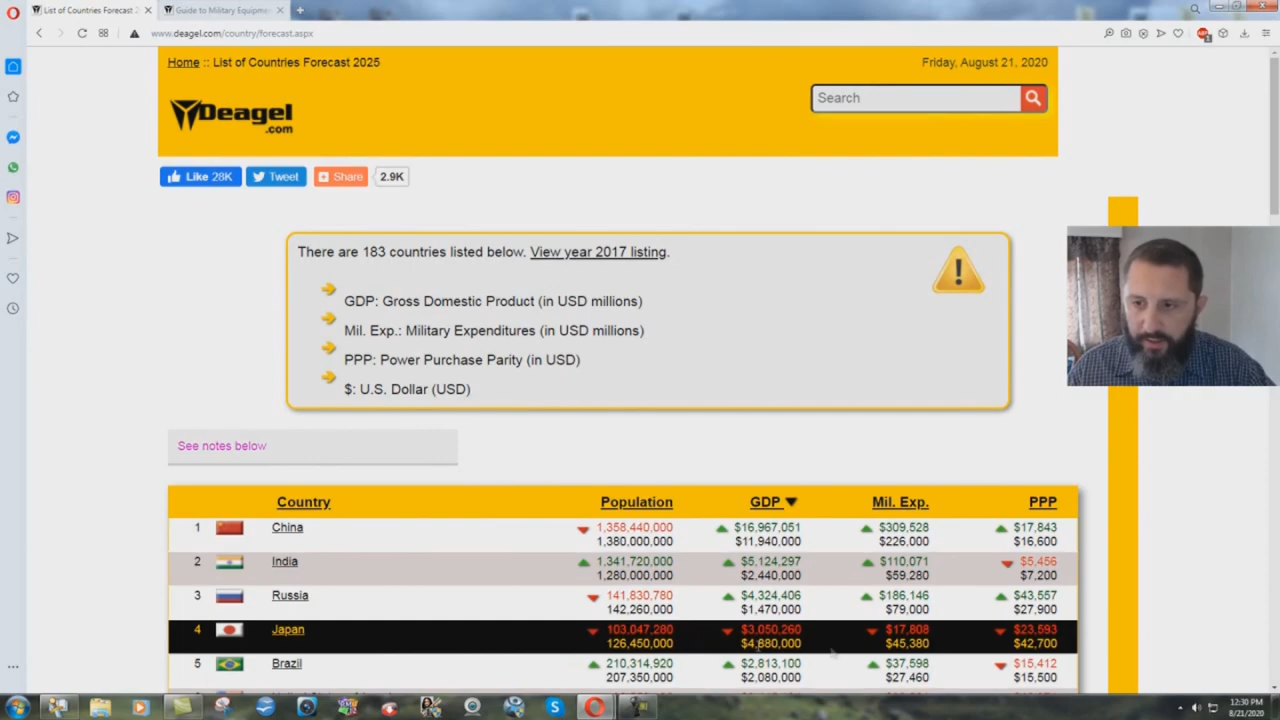 List of Countries Forecast 2
Guide to Military Equipmen
www.deagel.com/country/forecast.aspx
Home :: List of Countries Forecast 2025
Friday, August 21, 2020
Deagel
.com
Search
Like 28K
Tweet
Share
2.9K
There are 183 countries listed below. View year 2017 listing.
GDP: Gross Domestic Product (in USD millions)
Mil. Exp.: Military Expenditures (in USD millions)
PPP: Power Purchase Parity (in USD)
$: U.S. Dollar (USD)
See notes below
Country Population GDP Mil. Exp. PPP
1 China 1,358,440,000 $16,967,051 $309,528 $17,843
1,380,000,000 $11,940,000 $226,000 $16,600
2 India 1,341,720,000 $5,124,297 $110,071 $5,456
1,280,000,000 $2,440,000 $59,280 $7,200
3 Russia 141,830,780 $4,324,406 $186,146 $43,557
142,260,000 $1,470,000 $79,000 $27,900
4 Japan 103,047,280 $3,050,260 $17,808 $23,593
126,450,000 $4,880,000 $45,380 $42,700
5 Brazil 210,314,920 $2,813,100 $37,598 $15,412
207,350,000 $2,080,000 $27,460 $15,500
12:30 PM
8/21/2020